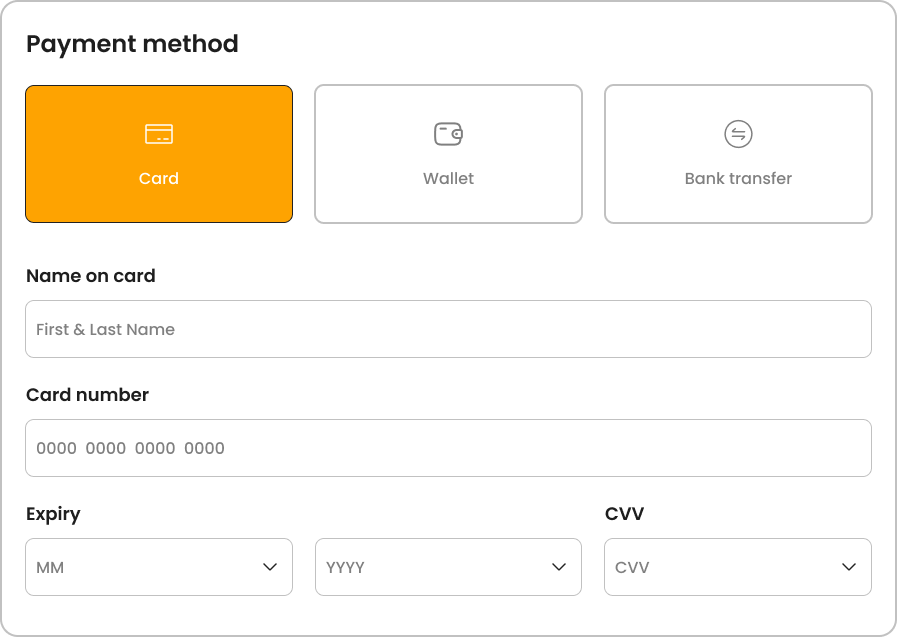 Payment method
Card
Wallet
Bank transfer
Name on card
First & Last Name
Card number
0000 0000 0000 0000
Expiry
CVV
MM
YYYY
CVV